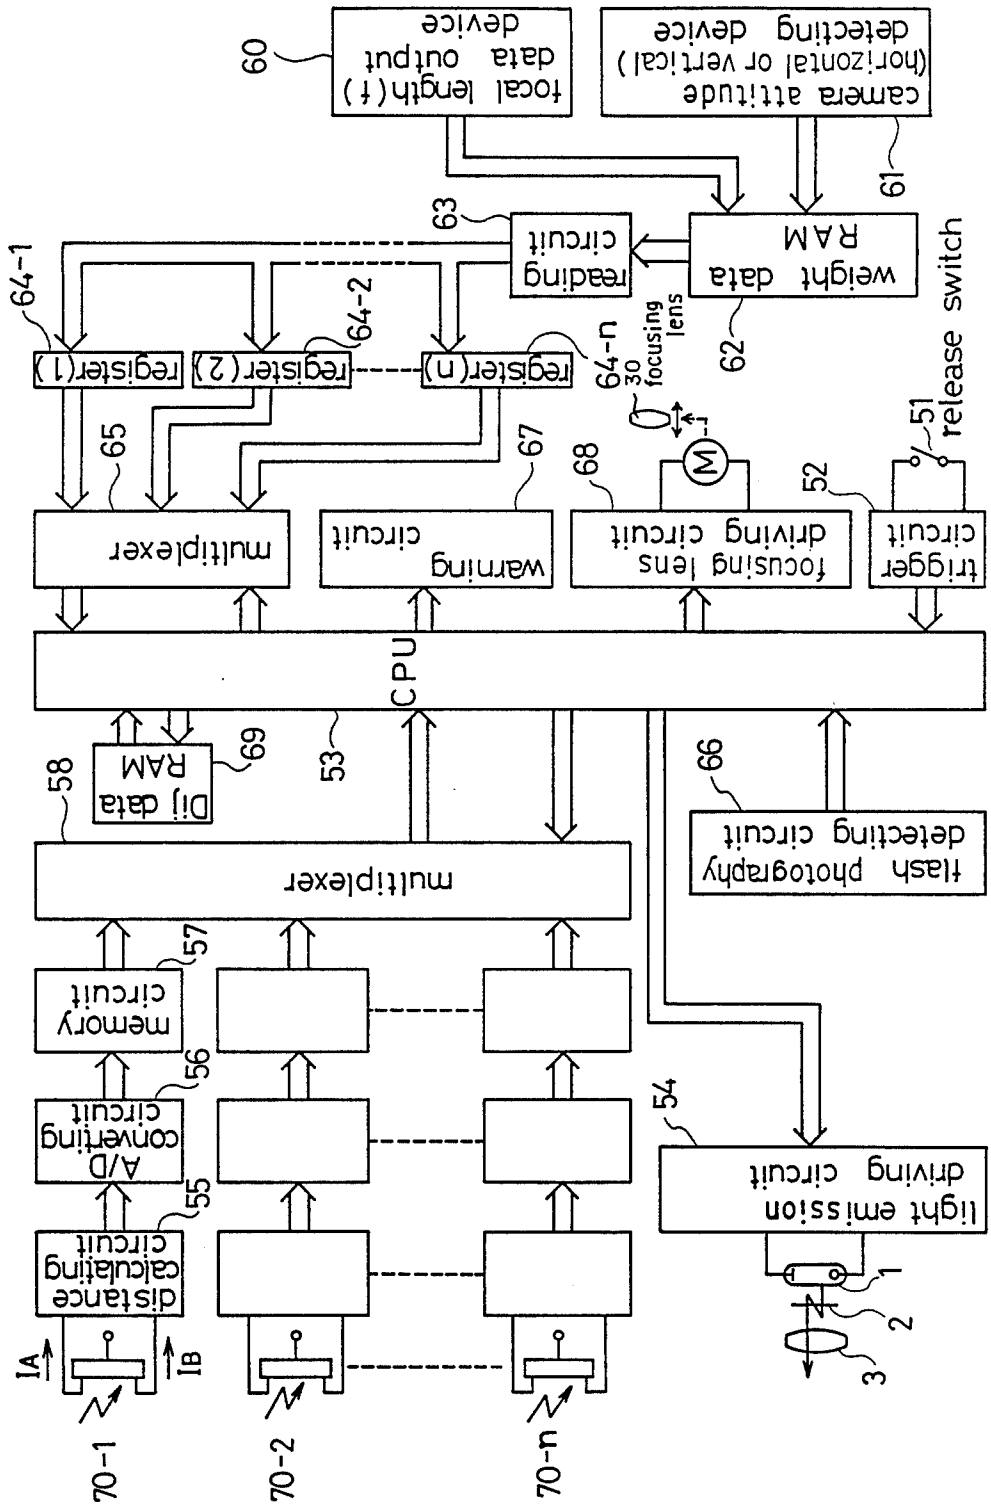 70-1
IA
IB
distance
calculating
circuit
55
A/D
converting
circuit
56
memory
circuit
57
70-2
70-n
multiplexer
58
Dij data
RAM
69
CPU
53
multiplexer
65
register(1)
64-1
register(2)
64-2
register(n)
64-n
reading
circuit
63
weight data
RAM
62
focal length(f)
data output
device
60
camera attitude
(horizontal or vertical)
detecting device
61
warning
circuit
67
focusing lens
driving circuit
68
M
30
focusing
lens
trigger
circuit
52
51
release switch
flash photography
detecting circuit
66
light emission
driving circuit
54
1
2
3